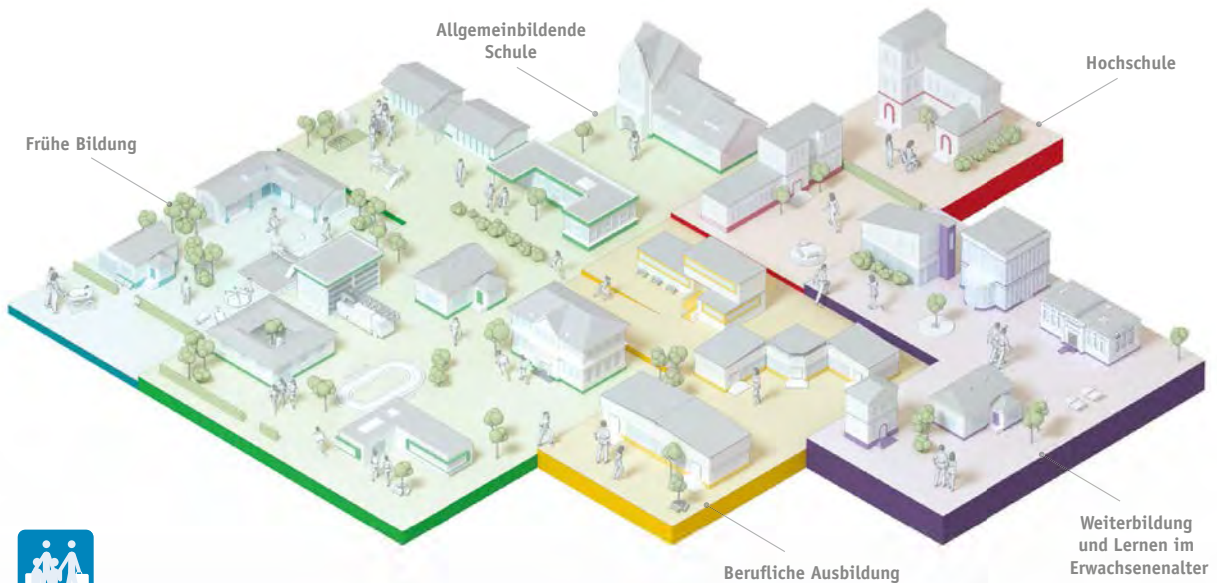 Allgemeinbildende
Schule
Hochschule
Frühe Bildung
Weiterbildung
und Lernen im
Erwachsenenalter
Berufliche Ausbildung